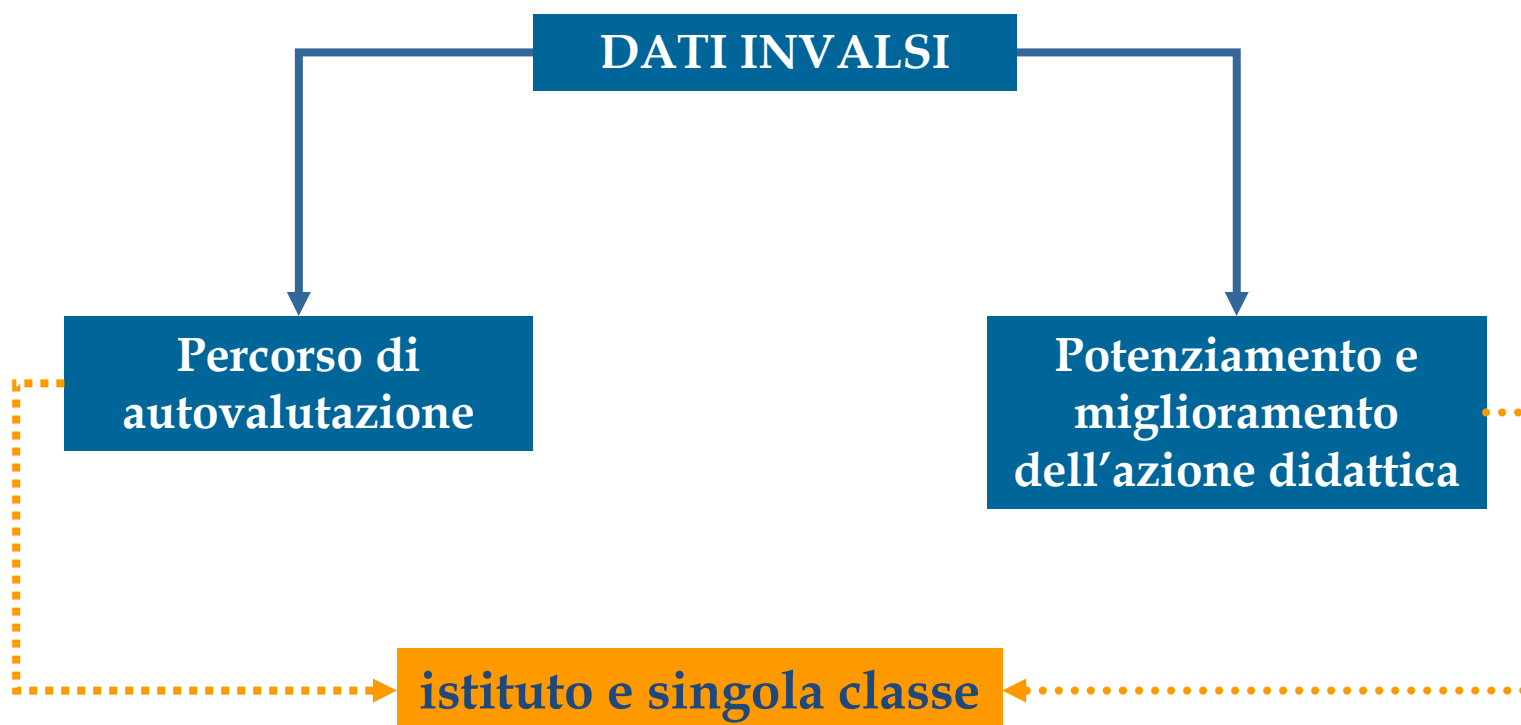 DATI INVALSI
Percorso di
autovalutazione
Potenziamento e
miglioramento
dell’azione didattica
istituto e singola classe